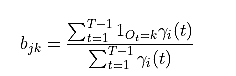 b_{jk} = \frac{\sum_{t=1}^{T-1} 1_{O_t=k} \gamma_i(t)}{\sum_{t=1}^{T-1} \gamma_i(t)}